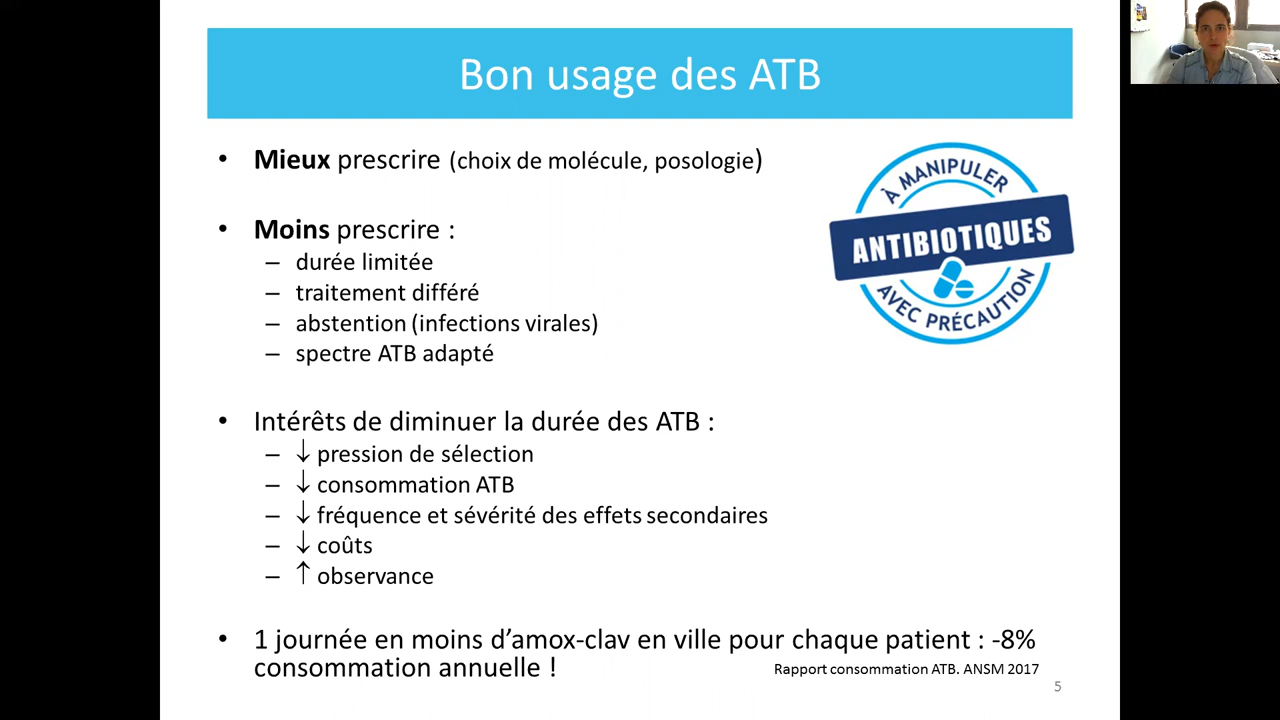 Bon usage des ATB
• Mieux prescrire (choix de molécule, posologie)
• Moins prescrire :
– durée limitée
– traitement différé
– abstention (infections virales)
– spectre ATB adapté
À MANIPULER
ANTIBIOTIQUES
AVEC PRÉCAUTION
• Intérêts de diminuer la durée des ATB :
– ↓ pression de sélection
– ↓ consommation ATB
– ↓ fréquence et sévérité des effets secondaires
– ↓ coûts
– ↑ observance
• 1 journée en moins d’amox-clav en ville pour chaque patient : -8%
consommation annuelle !
Rapport consommation ATB. ANSM 2017
5